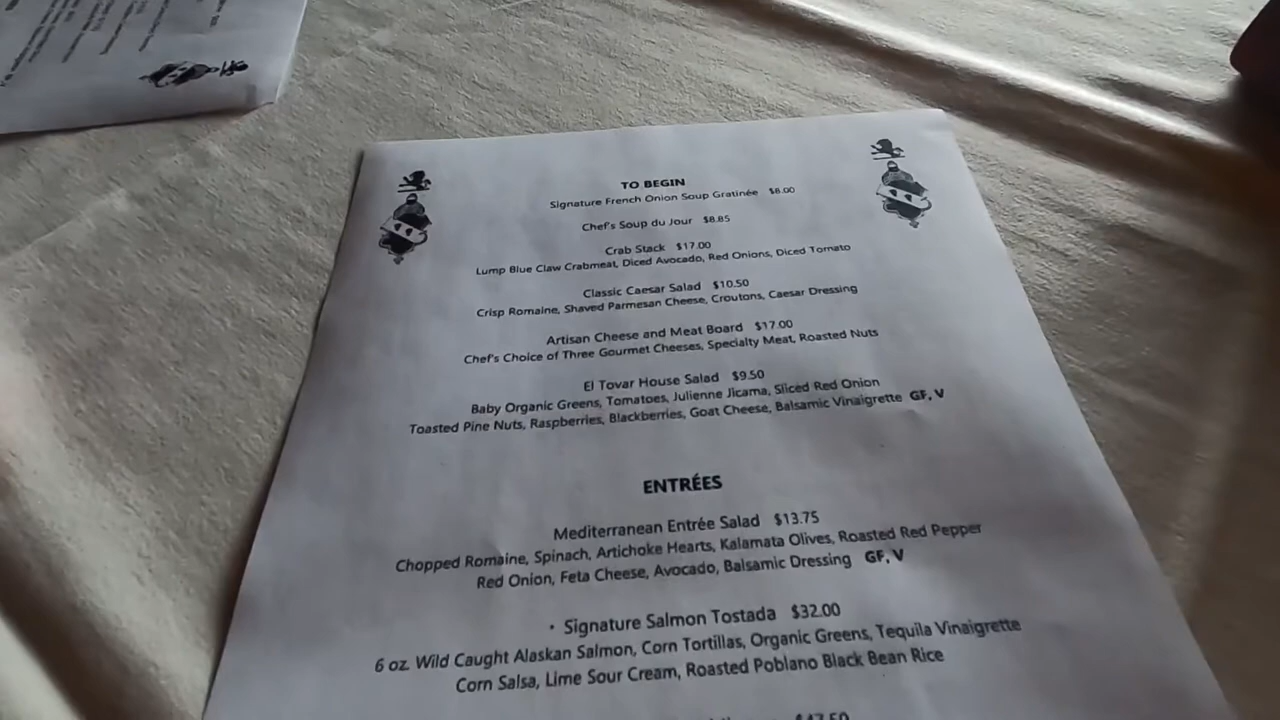 TO BEGIN
Signature French Onion Soup Gratinée $8.00
Chef's Soup du Jour $8.85
Crab Stack $17.00
Lump Blue Claw Crabmeat, Diced Avocado, Red Onions, Diced Tomato
Classic Caesar Salad $10.50
Crisp Romaine, Shaved Parmesan Cheese, Croutons, Caesar Dressing
Artisan Cheese and Meat Board $17.00
Chef's Choice of Three Gourmet Cheeses, Specialty Meat, Roasted Nuts
El Tovar House Salad $9.50
Baby Organic Greens, Tomatoes, Julienne Jicama, Sliced Red Onion
Toasted Pine Nuts, Raspberries, Blackberries, Goat Cheese, Balsamic Vinaigrette GF, V
ENTRÉES
Mediterranean Entrée Salad $13.75
Chopped Romaine, Spinach, Artichoke Hearts, Kalamata Olives, Roasted Red Pepper
Red Onion, Feta Cheese, Avocado, Balsamic Dressing GF, V
• Signature Salmon Tostada $32.00
6 oz. Wild Caught Alaskan Salmon, Corn Tortillas, Organic Greens, Tequila Vinaigrette
Corn Salsa, Lime Sour Cream, Roasted Poblano Black Bean Rice